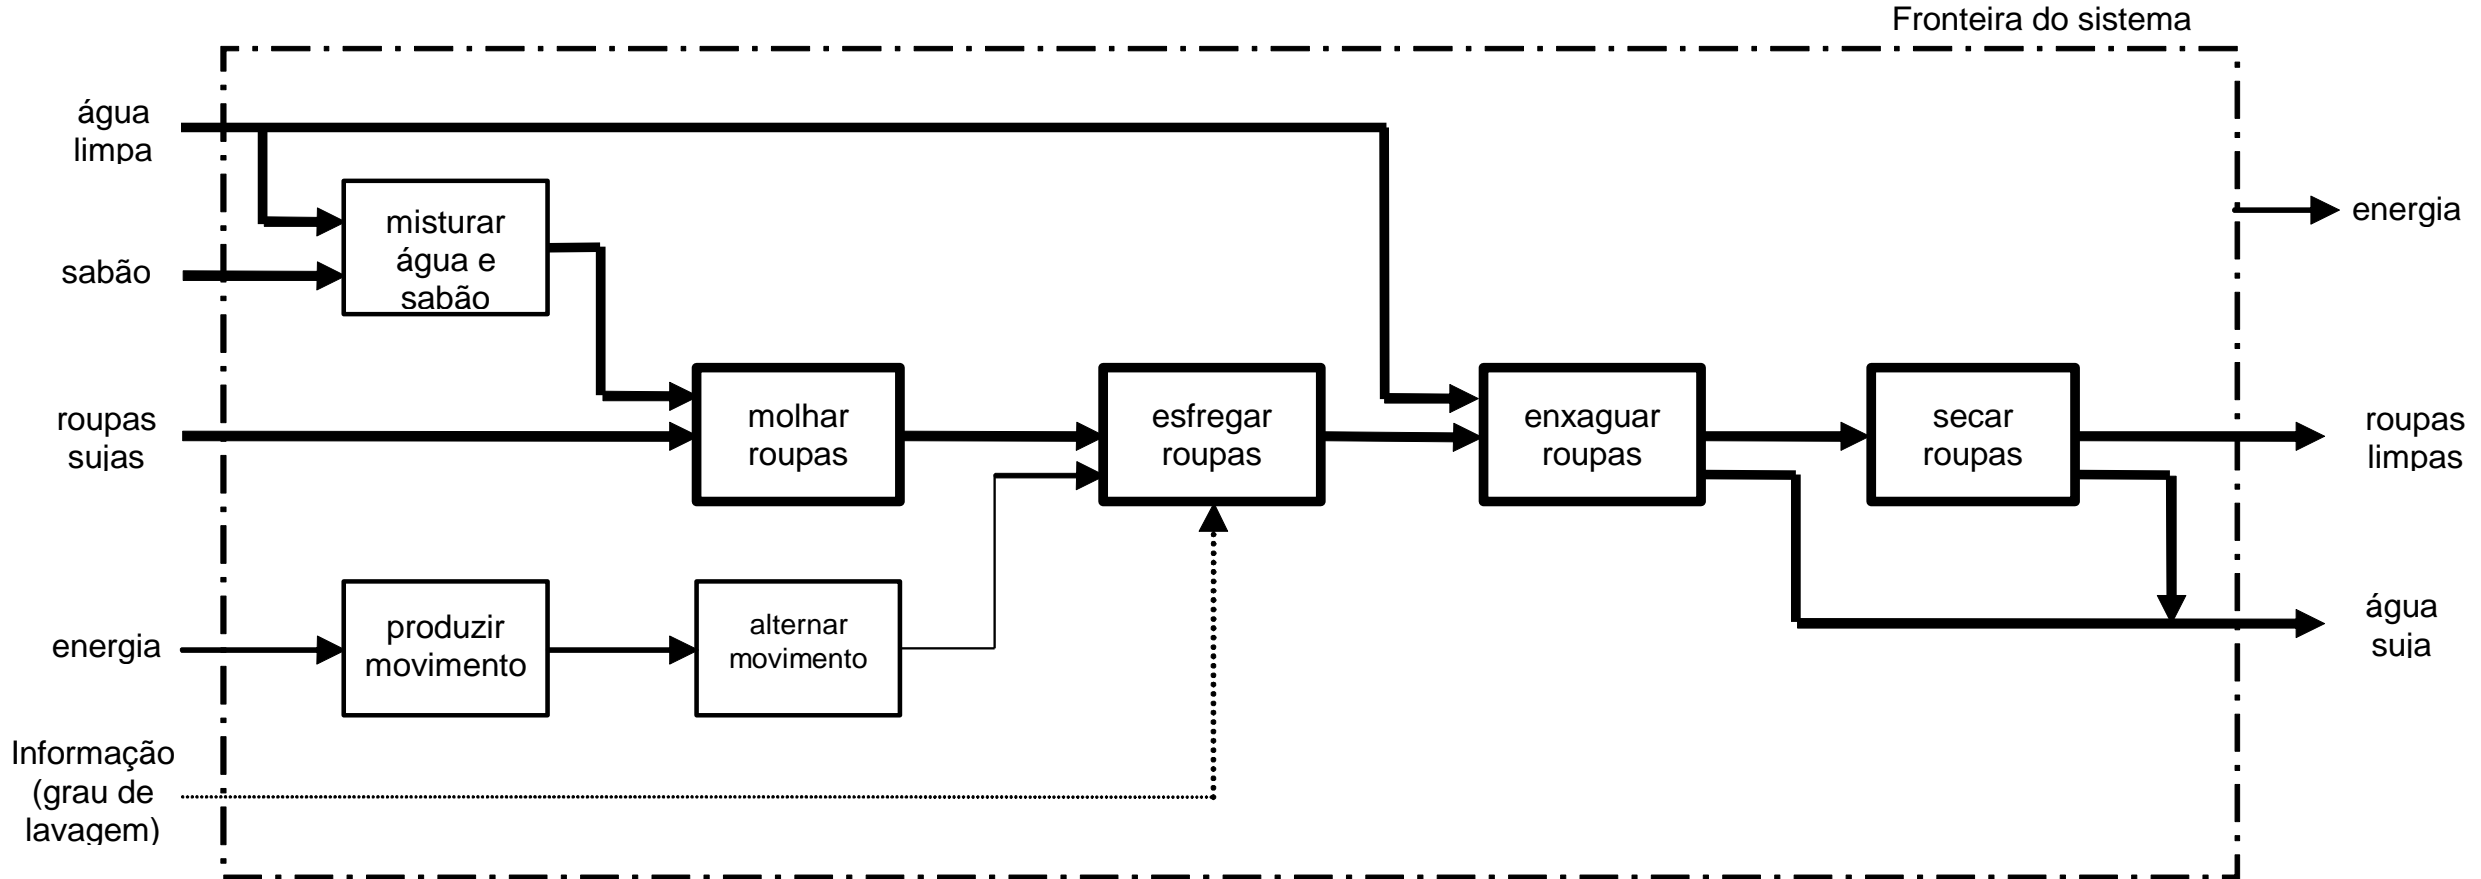 Fronteira do sistema
água
limpa
misturar
água e
sabão
energia
sabão
roupas
sujas
molhar
roupas
esfregar
roupas
enxaguar
roupas
secar
roupas
roupas
limpas
energia
produzir
movimento
alternar
movimento
água
suja
Informação
(grau de
lavagem)